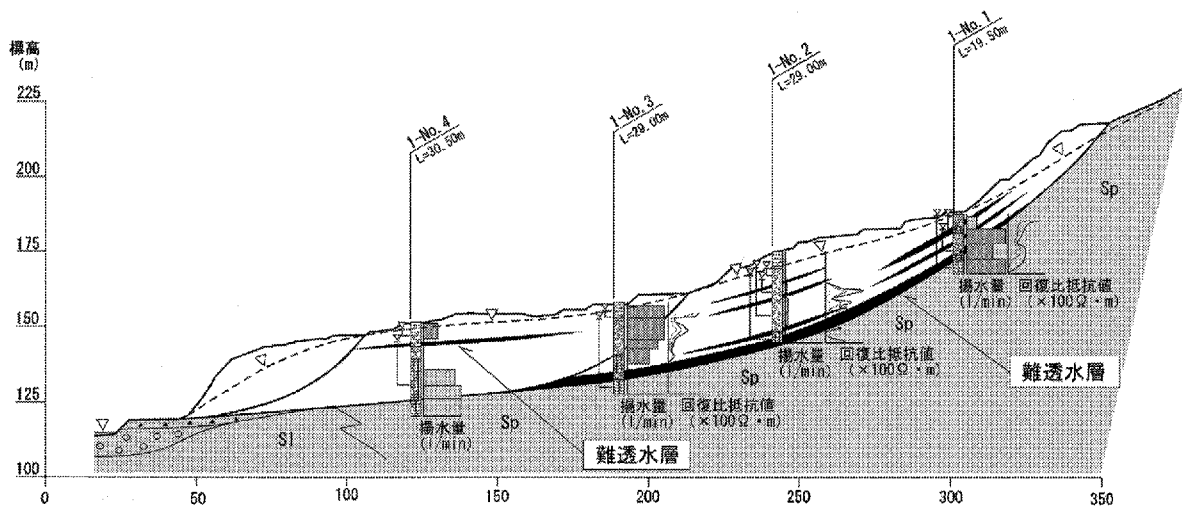 標高
(m)
225
200
175
150
125
100
0
50
100
150
200
250
300
350
1-No. 4
L=30.50m
1-No. 3
L=29.00m
1-No. 2
L=29.00m
1-No. 1
L=19.50m
Sp
Sp
Sp
Sp
Sl
揚水量
(l/min)
揚水量 回復比抵抗値
(l/min) (×100Ω・m)
揚水量 回復比抵抗値
(l/min) (×100Ω・m)
揚水量 回復比抵抗値
(l/min) (×100Ω・m)
難透水層
難透水層